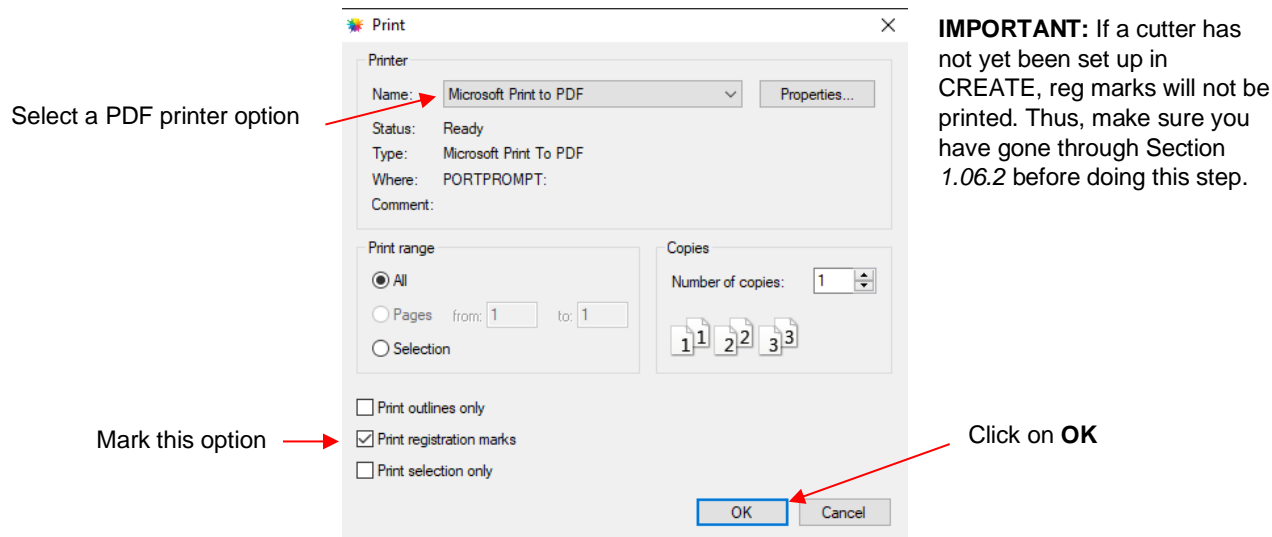 Print
Printer
Name: Microsoft Print to PDF Properties...
Status: Ready
Type: Microsoft Print To PDF
Where: PORTPROMPT:
Comment:
Print range
All
Pages from: 1 to: 1
Selection
Copies
Number of copies: 1
1 1 2 2 3 3
Print outlines only
Print registration marks
Print selection only
OK Cancel
Select a PDF printer option
Mark this option
IMPORTANT: If a cutter has
not yet been set up in
CREATE, reg marks will not be
printed. Thus, make sure you
have gone through Section
1.06.2 before doing this step.
Click on OK